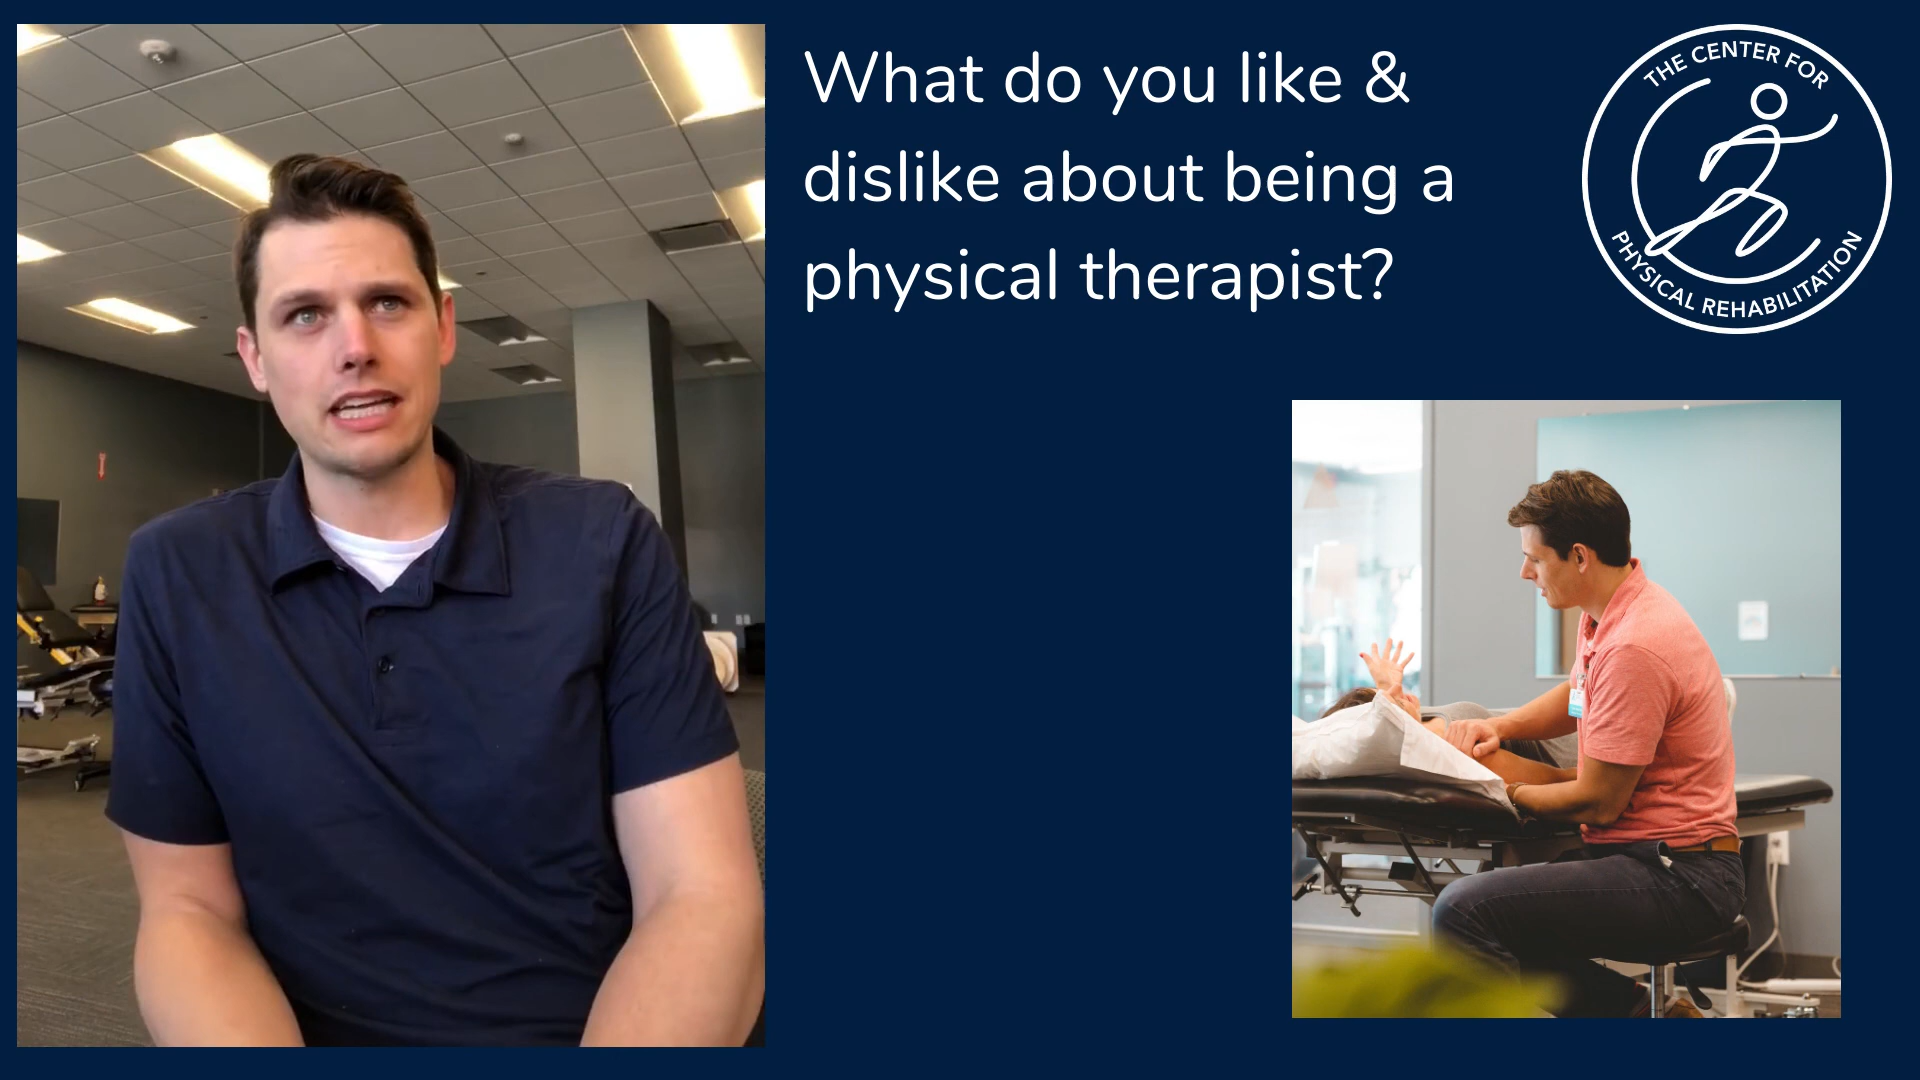 What do you like &
dislike about being a
physical therapist?
THE CENTER FOR
PHYSICAL REHABILITATION